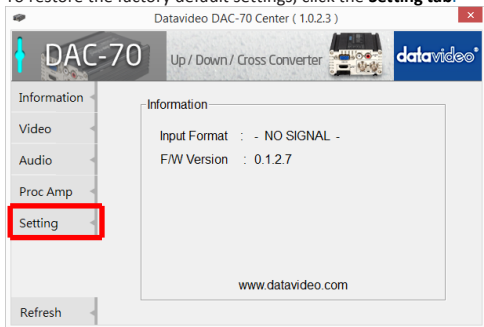 To restore the factory default settings, click the Setting tab.
Datavideo DAC-70 Center ( 1.0.2.3 )
DAC-70 Up / Down / Cross Converter datavideo®
Information
Video
Audio
Proc Amp
Setting
Refresh
Information
Input Format : - NO SIGNAL -
F/W Version : 0.1.2.7
www.datavideo.com